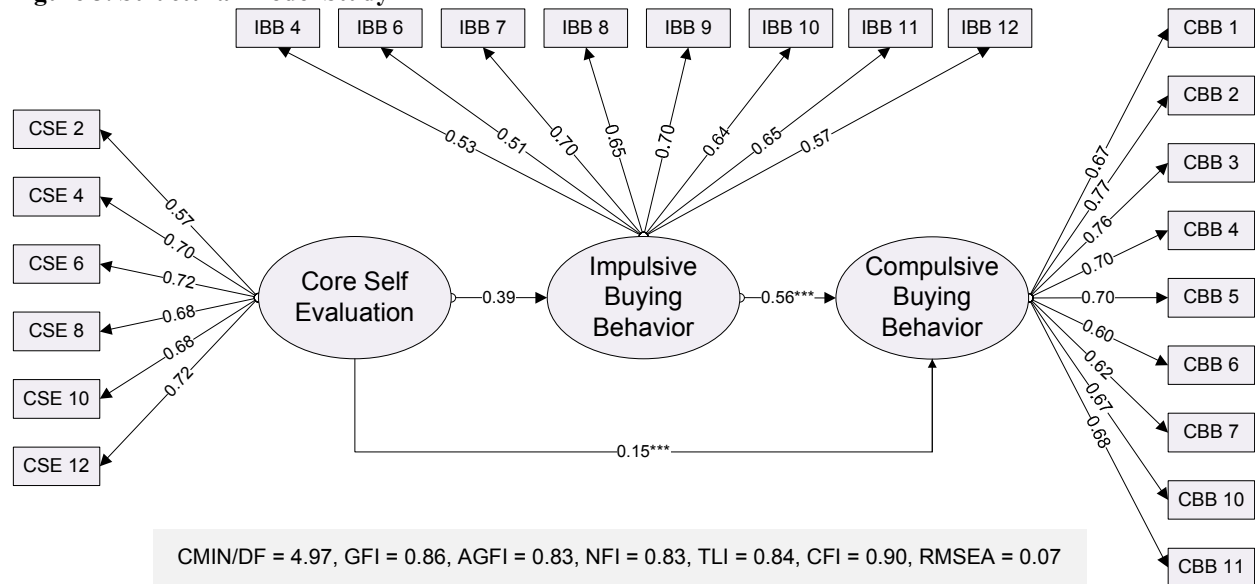 IBB 4
IBB 6
IBB 7
IBB 8
IBB 9
IBB 10
IBB 11
IBB 12
0.53
0.51
0.70
0.65
0.70
0.64
0.65
0.57
CSE 2
CSE 4
CSE 6
CSE 8
CSE 10
CSE 12
0.57
0.70
0.72
0.68
0.68
0.72
Core Self
Evaluation
0.39
Impulsive
Buying
Behavior
0.56***
Compulsive
Buying
Behavior
0.15***
0.67
0.77
0.76
0.70
0.70
0.60
0.62
0.67
0.68
CBB 1
CBB 2
CBB 3
CBB 4
CBB 5
CBB 6
CBB 7
CBB 10
CBB 11
CMIN/DF = 4.97, GFI = 0.86, AGFI = 0.83, NFI = 0.83, TLI = 0.84, CFI = 0.90, RMSEA = 0.07